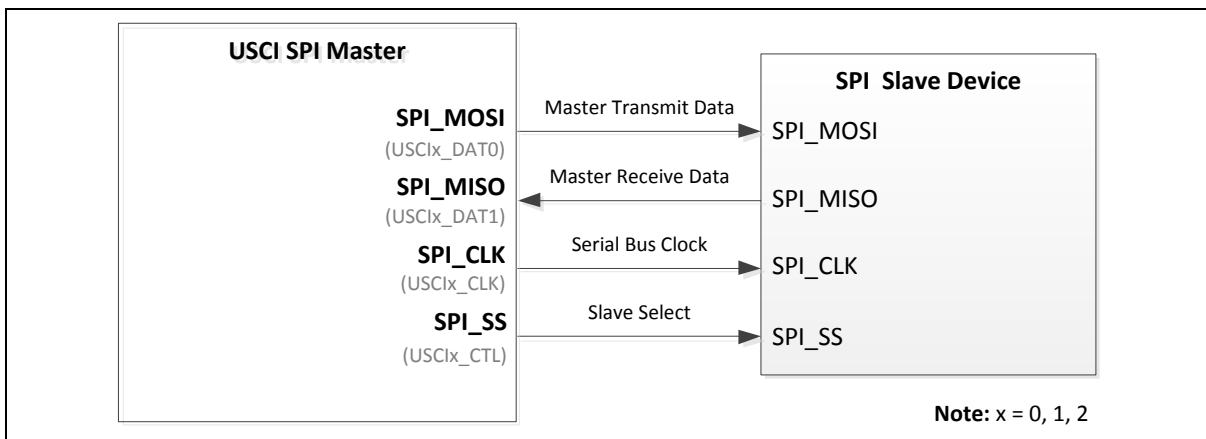 USCI SPI Master
SPI_MOSI
(USCIx_DAT0)
SPI_MISO
(USCIx_DAT1)
SPI_CLK
(USCIx_CLK)
SPI_SS
(USCIx_CTL)
Master Transmit Data
Master Receive Data
Serial Bus Clock
Slave Select
SPI Slave Device
SPI_MOSI
SPI_MISO
SPI_CLK
SPI_SS
Note: x = 0, 1, 2